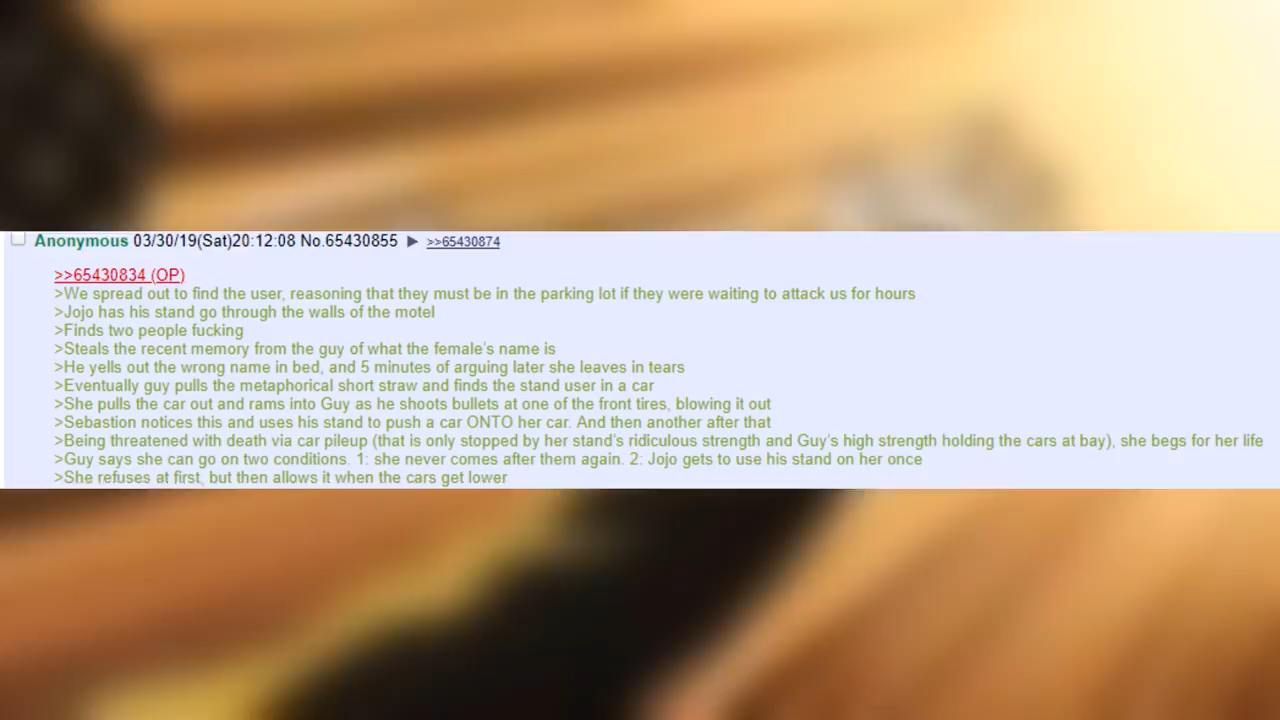 Anonymous 03/30/19(Sat)20:12:08 No.65430855 ▶ >>65430874
>>65430834 (OP)
>We spread out to find the user, reasoning that they must be in the parking lot if they were waiting to attack us for hours
>Jojo has his stand go through the walls of the motel
>Finds two people fucking
>Steals the recent memory from the guy of what the female's name is
>He yells out the wrong name in bed, and 5 minutes of arguing later she leaves in tears
>Eventually guy pulls the metaphorical short straw and finds the stand user in a car
>She pulls the car out and rams into Guy as he shoots bullets at one of the front tires, blowing it out
>Sebastion notices this and uses his stand to push a car ONTO her car. And then another after that
>Being threatened with death via car pileup (that is only stopped by her stand's ridiculous strength and Guy's high strength holding the cars at bay), she begs for her life
>Guy says she can go on two conditions. 1: she never comes after them again. 2: Jojo gets to use his stand on her once
>She refuses at first, but then allows it when the cars get lower